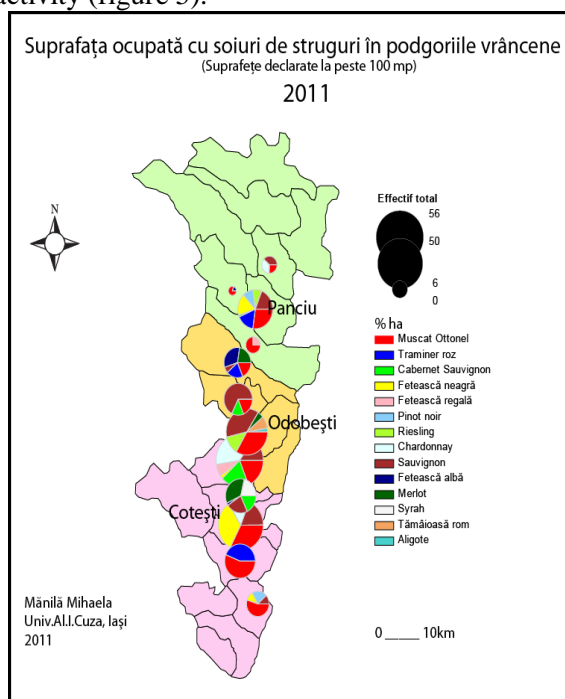 activity (figure 3).
Suprafața ocupată cu soiuri de struguri în podgoriile vrâncene
(Suprafețe declarate la peste 100 mp)
2011
N
Effectif total
56
50
6
0
Panciu
Odobești
Cotești
% ha
Muscat Ottonel
Traminer roz
Cabernet Sauvignon
Fetească neagră
Fetească regală
Pinot noir
Riesling
Chardonnay
Sauvignon
Fetească albă
Merlot
Syrah
Tămâioasă rom
Aligote
Mănilă Mihaela
Univ.Al.I.Cuza, Iași
2011
0 ____ 10km